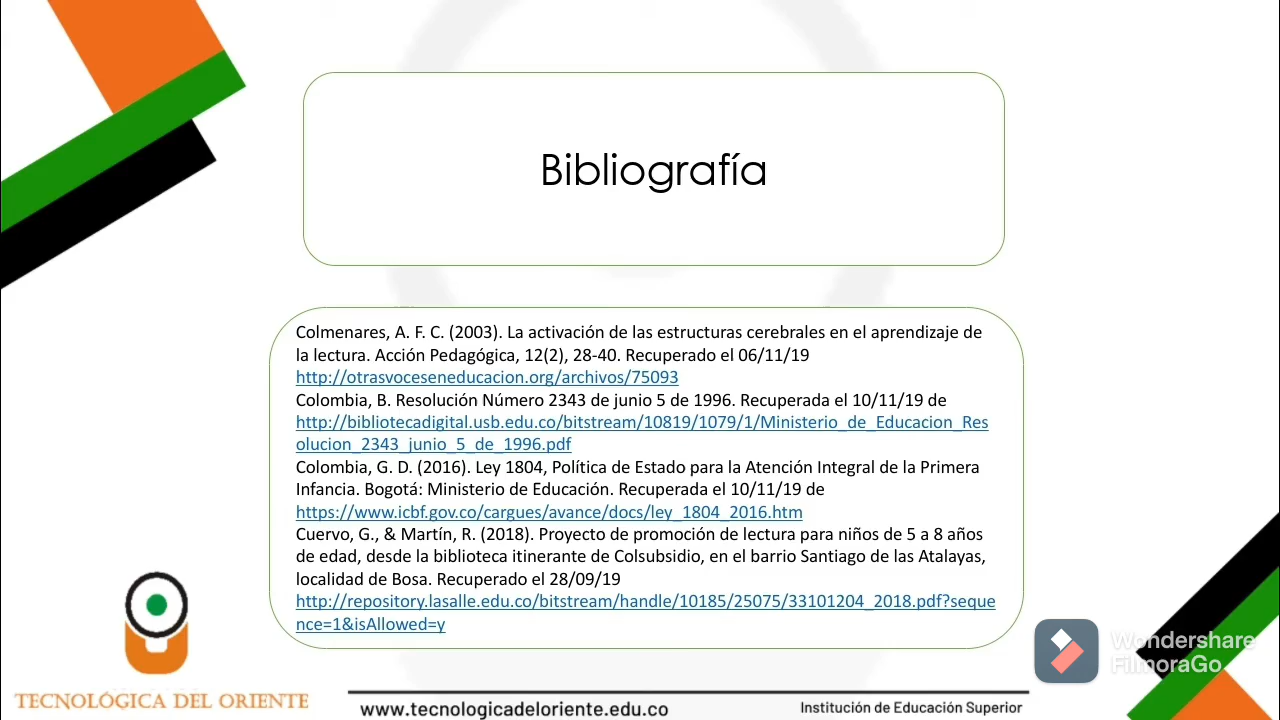 Bibliografía
Colmenares, A. F. C. (2003). La activación de las estructuras cerebrales en el aprendizaje de
la lectura. Acción Pedagógica, 12(2), 28-40. Recuperado el 06/11/19
http://otrasvoceseneducacion.org/archivos/75093
Colombia, B. Resolución Número 2343 de junio 5 de 1996. Recuperada el 10/11/19 de
http://bibliotecadigital.usb.edu.co/bitstream/10819/1079/1/Ministerio_de_Educacion_Res
olucion_2343_junio_5_de_1996.pdf
Colombia, G. D. (2016). Ley 1804, Política de Estado para la Atención Integral de la Primera
Infancia. Bogotá: Ministerio de Educación. Recuperada el 10/11/19 de
https://www.icbf.gov.co/cargues/avance/docs/ley_1804_2016.htm
Cuervo, G., & Martín, R. (2018). Proyecto de promoción de lectura para niños de 5 a 8 años
de edad, desde la biblioteca itinerante de Colsubsidio, en el barrio Santiago de las Atalayas,
localidad de Bosa. Recuperado el 28/09/19
http://repository.lasalle.edu.co/bitstream/handle/10185/25075/33101204_2018.pdf?seque
nce=1&isAllowed=y
Wondershare
FilmoraGo
TECNOLÓGICA DEL ORIENTE
www.tecnologicadeloriente.edu.co
Institución de Educación Superior